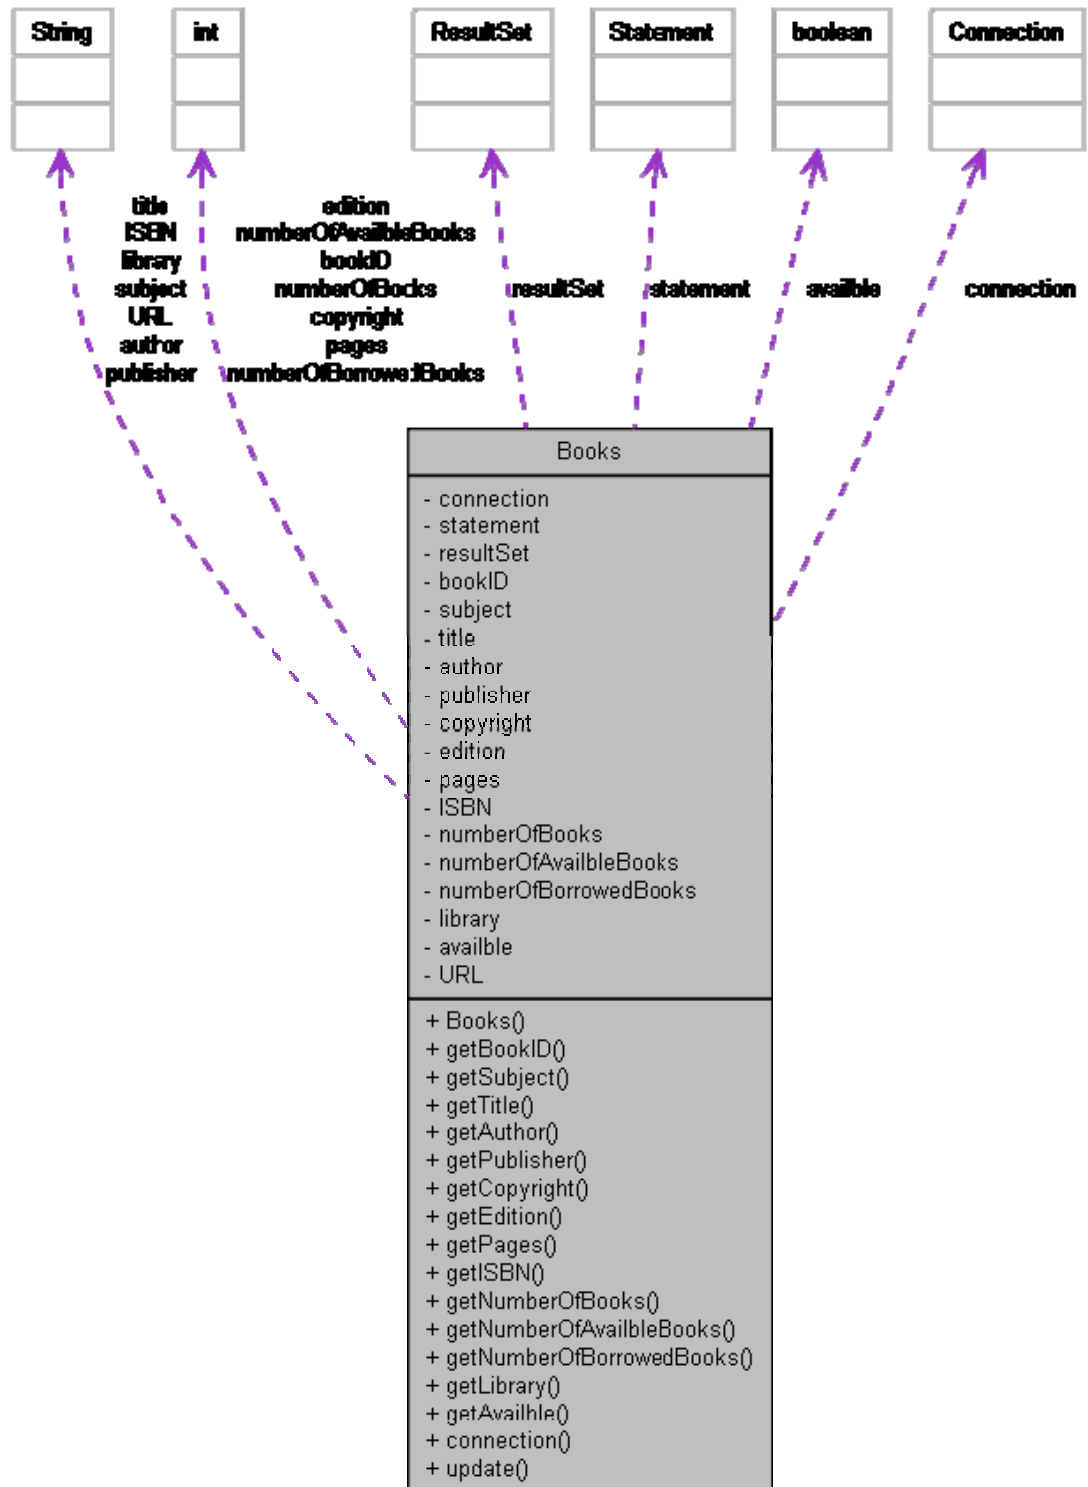 String int ResultSet Statement boolean Connection
title edition
ISBN numberOfAvailbleBooks
library bookID
subject numberOfBooks resultSet statement availble connection
URL copyright
author pages
publisher numberOfBorrowedBooks
Books
- connection
- statement
- resultSet
- bookID
- subject
- title
- author
- publisher
- copyright
- edition
- pages
- ISBN
- numberOfBooks
- numberOfAvailbleBooks
- numberOfBorrowedBooks
- library
- availble
- URL
+ Books()
+ getBookID()
+ getSubject()
+ getTitle()
+ getAuthor()
+ getPublisher()
+ getCopyright()
+ getEdition()
+ getPages()
+ getISBN()
+ getNumberOfBooks()
+ getNumberOfAvailbleBooks()
+ getNumberOfBorrowedBooks()
+ getLibrary()
+ getAvailble()
+ connection()
+ update()